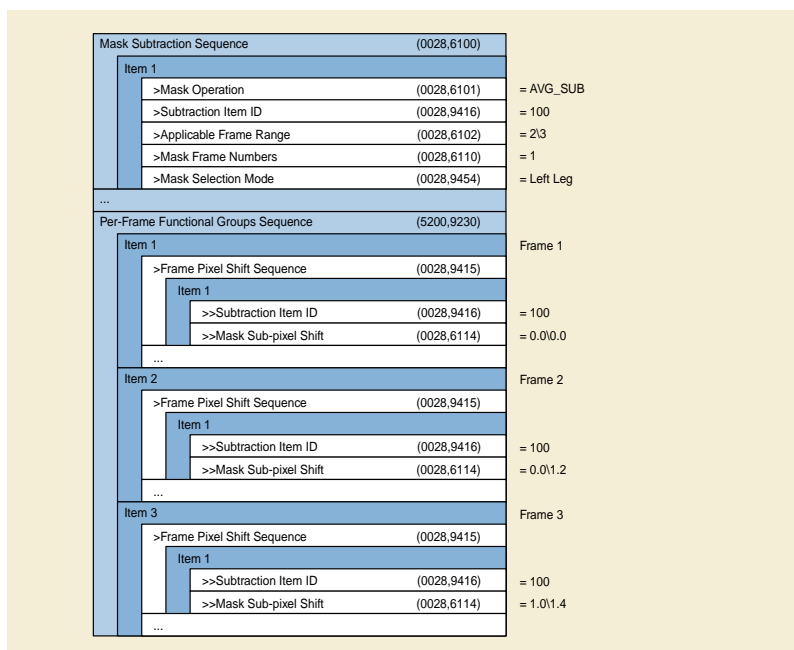 Mask Subtraction Sequence (0028,6100)
Item 1
>Mask Operation (0028,6101) = AVG_SUB
>Subtraction Item ID (0028,9416) = 100
>Applicable Frame Range (0028,6102) = 2\3
>Mask Frame Numbers (0028,6110) = 1
>Mask Selection Mode (0028,9454) = Left Leg
...
Per-Frame Functional Groups Sequence (5200,9230)
Item 1 Frame 1
>Frame Pixel Shift Sequence (0028,9415)
Item 1
>>Subtraction Item ID (0028,9416) = 100
>>Mask Sub-pixel Shift (0028,6114) = 0.0\0.0
...
Item 2 Frame 2
>Frame Pixel Shift Sequence (0028,9415)
Item 1
>>Subtraction Item ID (0028,9416) = 100
>>Mask Sub-pixel Shift (0028,6114) = 0.0\1.2
...
Item 3 Frame 3
>Frame Pixel Shift Sequence (0028,9415)
Item 1
>>Subtraction Item ID (0028,9416) = 100
>>Mask Sub-pixel Shift (0028,6114) = 1.0\1.4
...